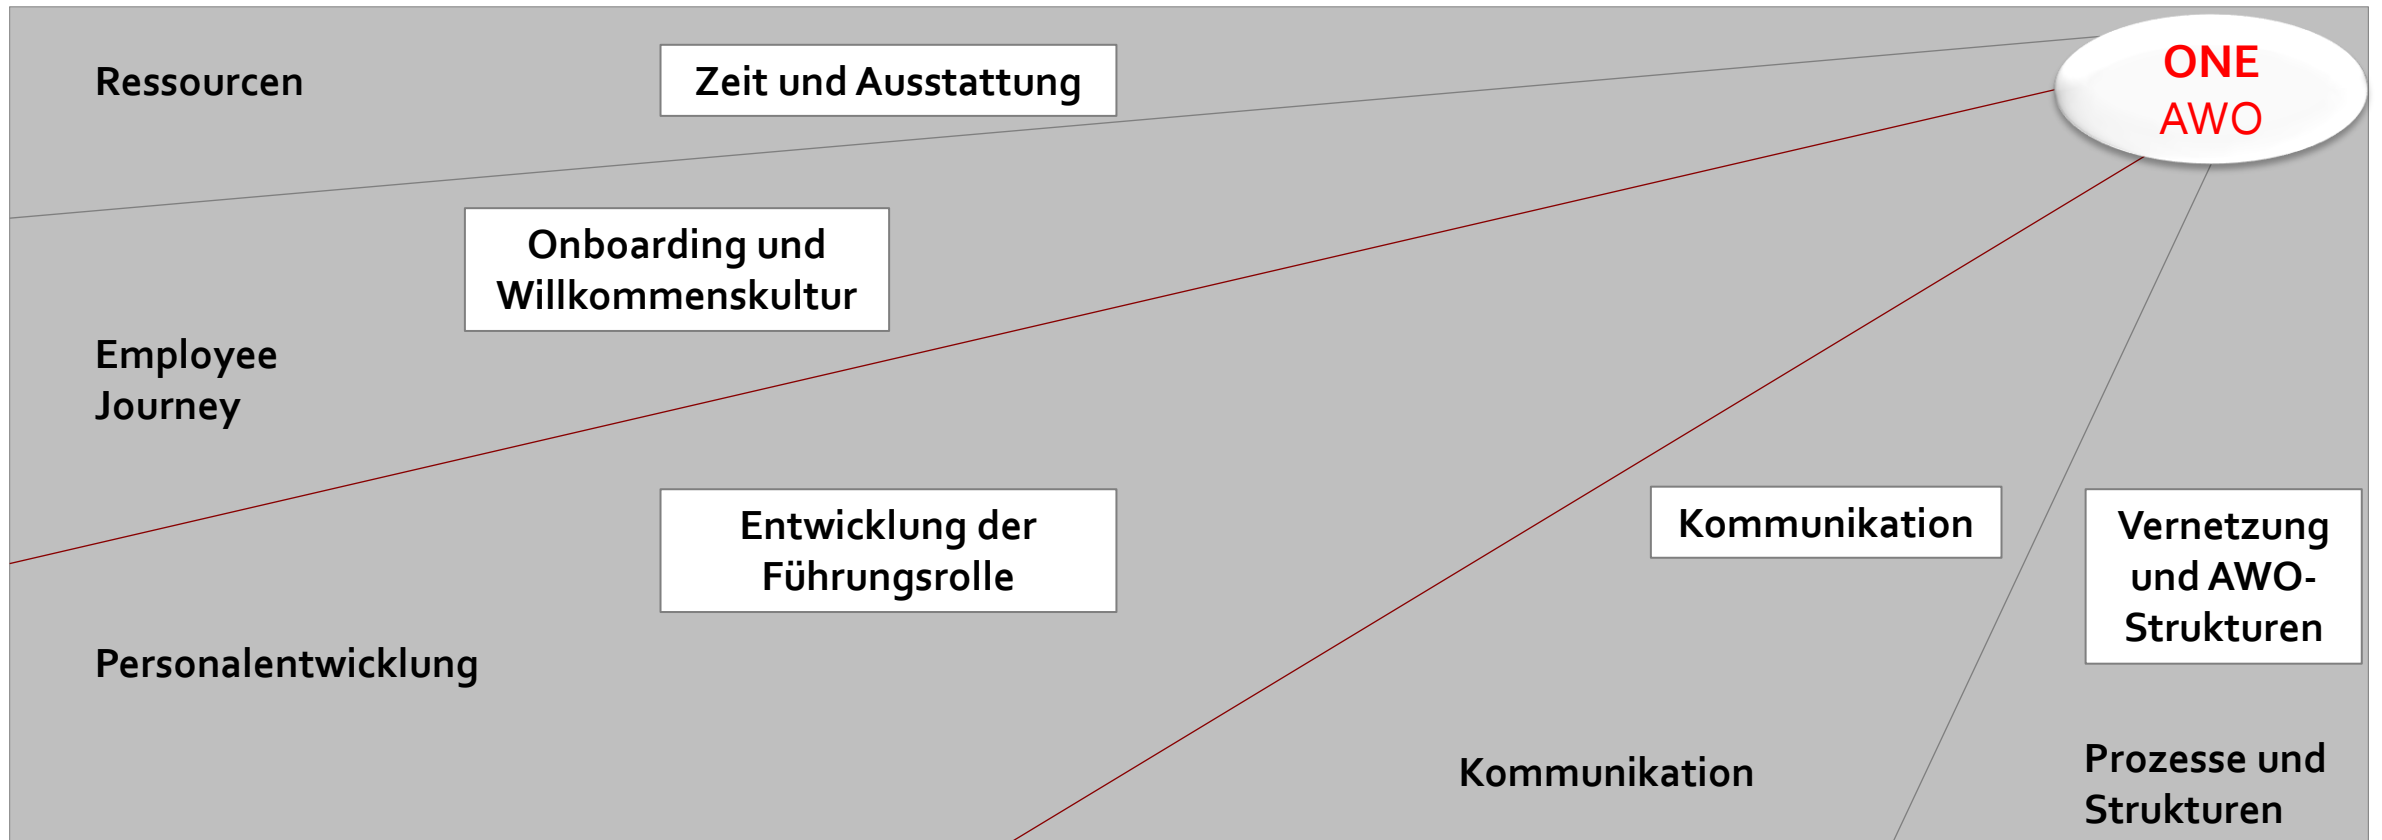 Ressourcen
Zeit und Ausstattung
ONE
AWO
Onboarding und
Willkommenskultur
Employee
Journey
Entwicklung der
Führungsrolle
Personalentwicklung
Kommunikation
Kommunikation
Vernetzung
und AWO-
Strukturen
Prozesse und
Strukturen